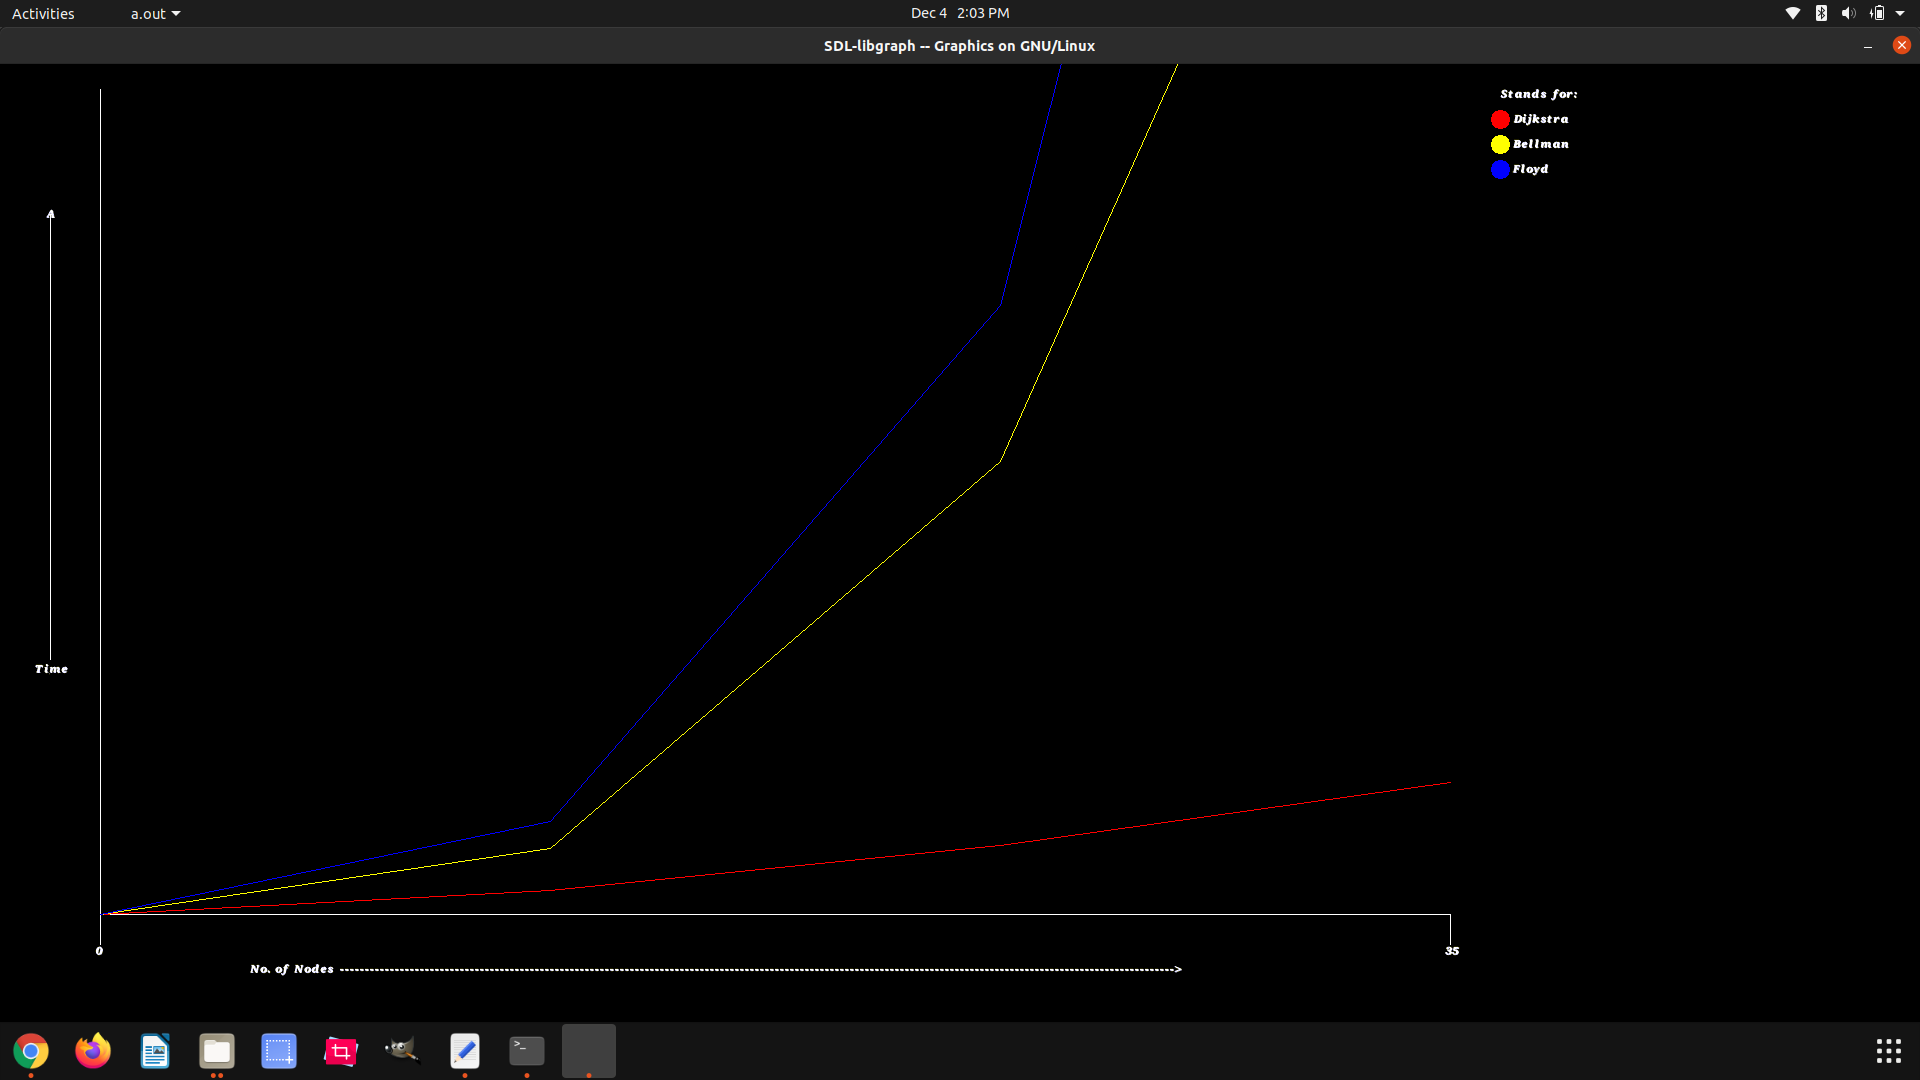 Activities
a.out
Dec 4 2:03 PM
SDL-libgraph -- Graphics on GNU/Linux
Stands for:
Dijkstra
Bellman
Floyd
Time
0
35
No. of Nodes ---------------------------------------------------------------------------------------------------->